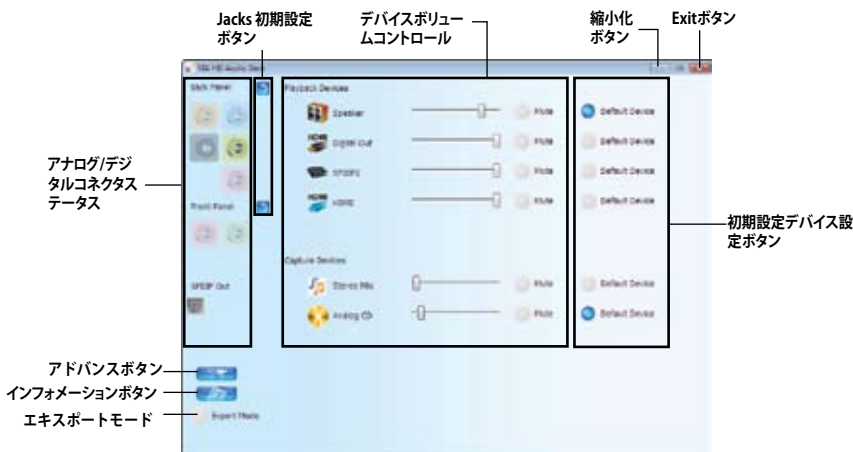 Jacks 初期設定
ボタン
デバイスボリュー
ムコントロール
縮小化
ボタン
Exitボタン
VIA HD Audio Deck
Back Panel
Playback Devices
Speaker
Mute
Default Device
Digital Out
Mute
Default Device
SPDIF
Mute
Default Device
HDMI
Mute
Default Device
アナログ/デジ
タルコネクタス
テータス
Front Panel
初期設定デバイス設
定ボタン
Capture Devices
SPDIF Out
Stereo Mix
Mute
Default Device
Analog CD
Mute
Default Device
アドバンスボタン
インフォメーションボタン
エキスポートモード
Expert Mode